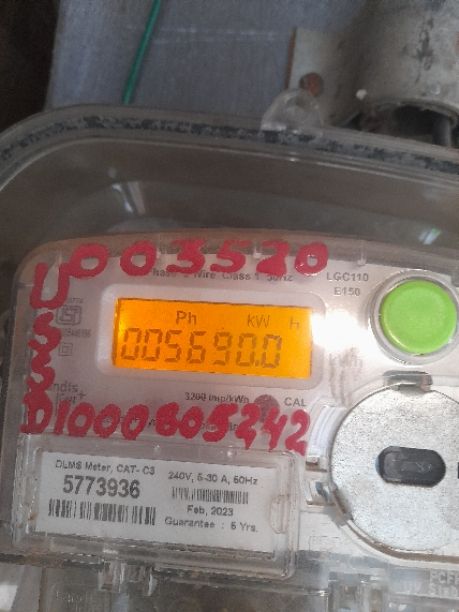 U003530
Phase 2 Wire Class 1 50Hz
LGC110
E150
Ph kW H
005690.0
3200 imp/kWh
CAL
D1000805242
DLMS Meter, CAT- C3
5773936
240V, 5-30 A, 50Hz
Feb, 2023
Guarantee : 5 Yrs.